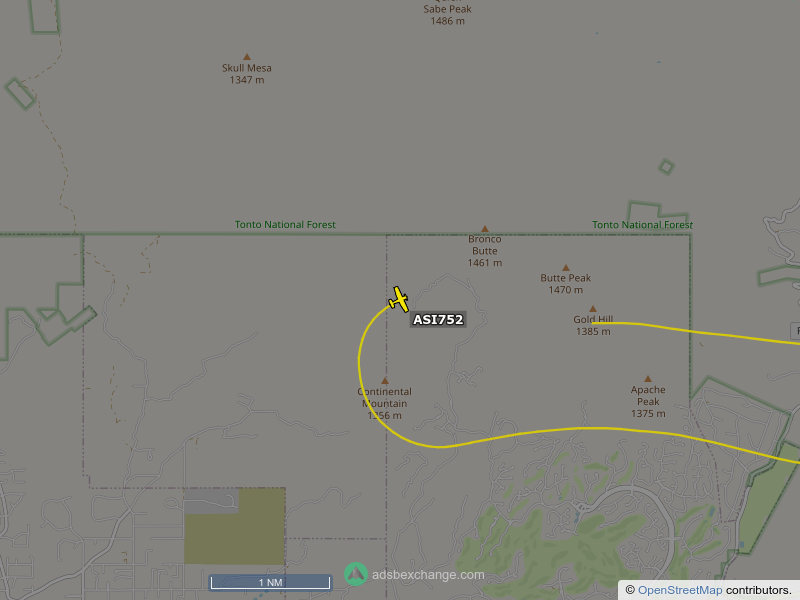 Sabe Peak
1486 m
Skull Mesa
1347 m
Tonto National Forest
Tonto National Forest
Bronco
Butte
1461 m
Butte Peak
1470 m
ASI752
Gold Hill
1385 m
Continental
Mountain
1366 m
Apache
Peak
1375 m
1 NM
adsbexchange.com
© OpenStreetMap contributors.